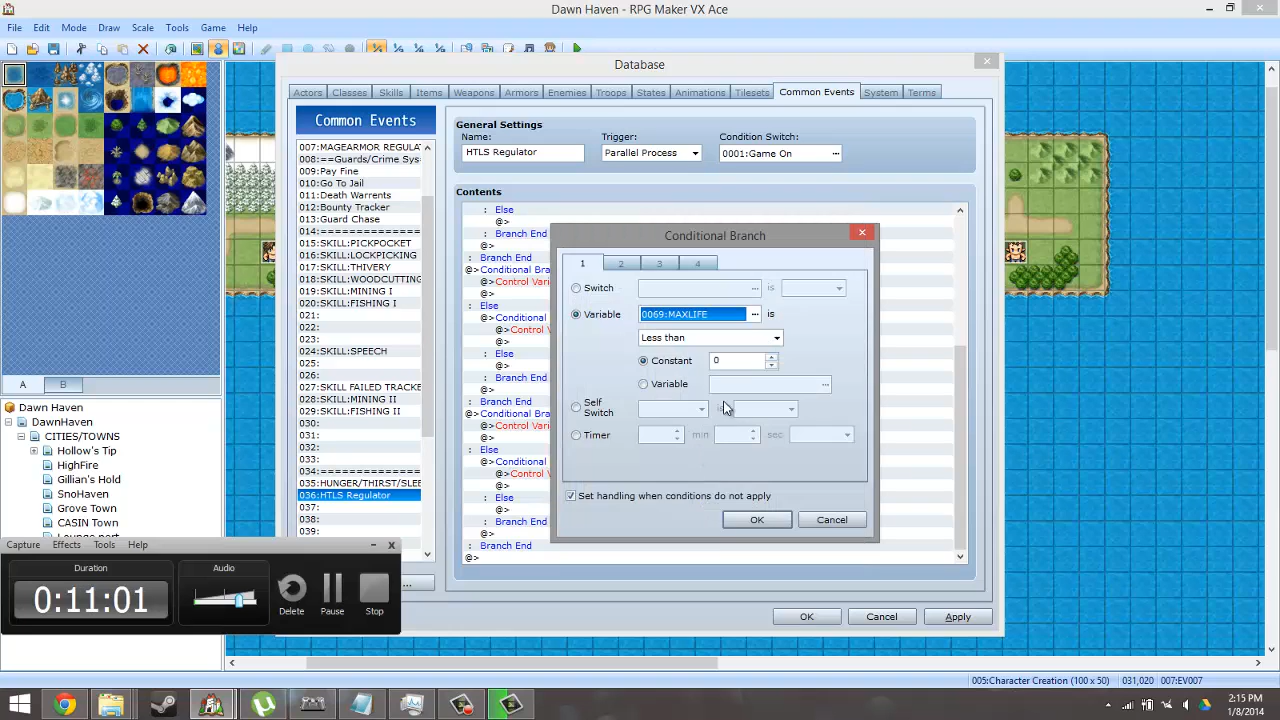 Dawn Haven - RPG Maker VX Ace
File Edit Mode Draw Scale Tools Game Help
Database
Actors Classes Skills Items Weapons Armors Enemies Troops States Animations Tilesets Common Events System Terms
Common Events
General Settings
Name: Trigger: Condition Switch:
HTLS Regulator Parallel Process 0001:Game On ...
Contents
007:MAGEARMOR REGULAT
008:==Guards/Crime Sys
009:Pay Fine
010:Go To Jail
011:Death Warrents
012:Bounty Tracker
013:Guard Chase
014:==================
015:SKILL:PICKPOCKET
016:SKILL:LOCKPICKING
017:SKILL:THIVERY
018:SKILL:WOODCUTTING
019:SKILL:MINING I
020:SKILL:FISHING I
021:
022:
023:
024:SKILL:SPEECH
025:
026:
027:SKILL FAILED TRACKE
028:SKILL:MINING II
029:SKILL:FISHING II
030:
031:
032:
033:
034:==================
035:HUNGER/THIRST/SLEE
036:HTLS Regulator
037:
038:
039:
...
: Else
@>
: Branch End
@>
: Branch End
@>Conditional Bra
@>Control Varia
@>
: Else
@>Conditional
@>Control V
@>
: Else
@>
: Branch End
@>
: Branch End
@>Conditional Bra
@>Control Varia
@>
: Else
@>Conditional
@>Control V
@>
: Else
@>
: Branch End
@>
: Branch End
@>
Conditional Branch
1 2 3 4
Switch ... is
Variable 0069:MAXLIFE ... is
Less than
Constant 0
Variable ...
Self
Switch
Timer min sec
Set handling when conditions do not apply
OK Cancel
OK Cancel Apply
A B
Dawn Haven
DawnHaven
CITIES/TOWNS
Hollow's Tip
HighFire
Gillian's Hold
SnoHaven
Grove Town
CASIN Town
Capture Effects Tools Help
Duration Audio
0:11:01
Delete Pause Stop
005:Character Creation (100 x 50) 031,020 007:EV007
2:15 PM
1/8/2014